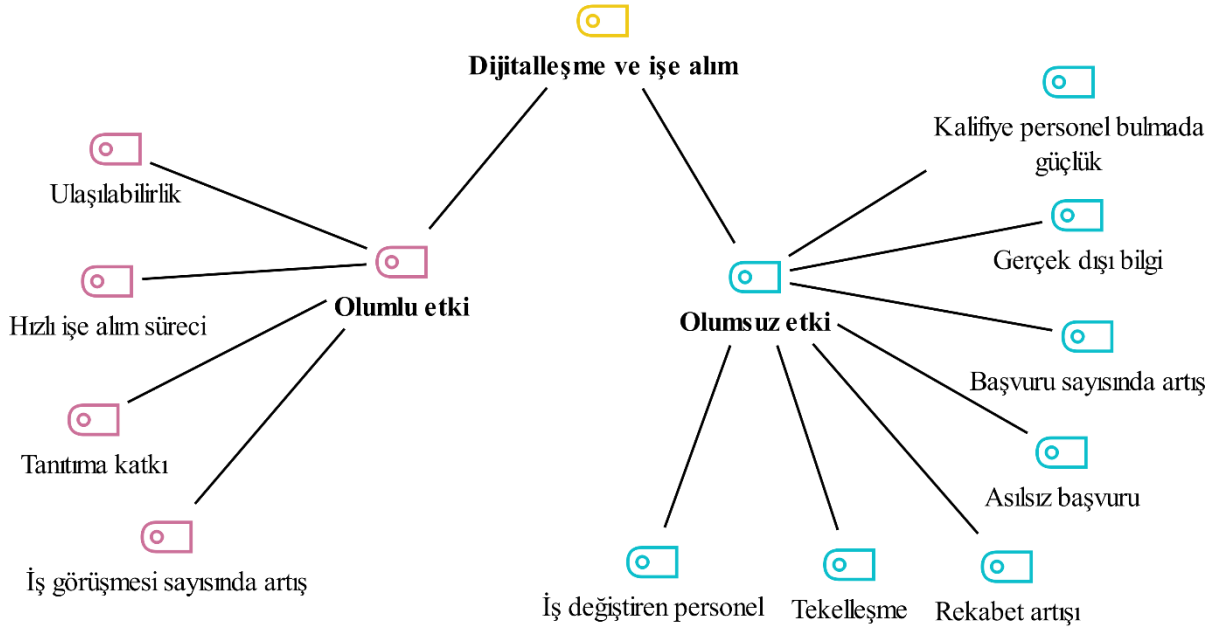 Dijitalleşme ve işe alım
Ulaşılabilirlik
Hızlı işe alım süreci
Olumlu etki
Tanıtıma katkı
İş görüşmesi sayısında artış
Kalifiye personel bulmada
güçlük
Gerçek dışı bilgi
Olumsuz etki
Başvuru sayısında artış
Asılsız başvuru
İş değiştiren personel
Tekelleşme
Rekabet artışı